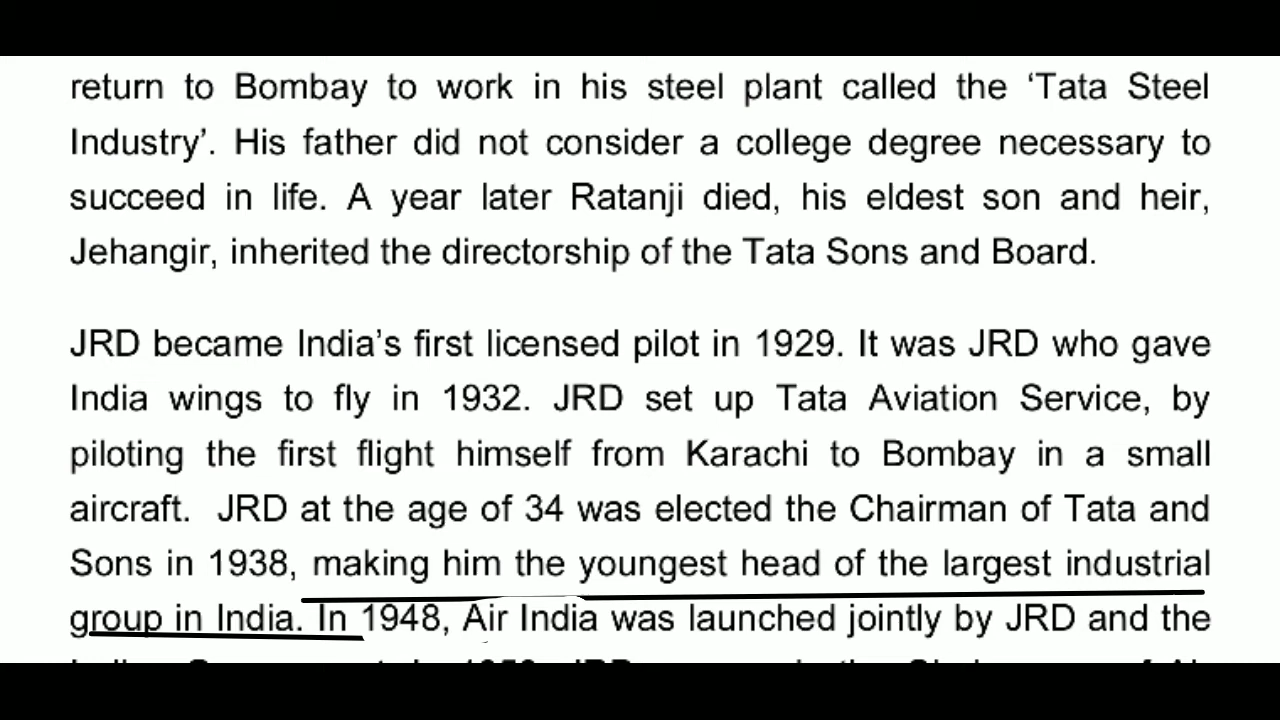 return to Bombay to work in his steel plant called the ‘Tata Steel
Industry’. His father did not consider a college degree necessary to
succeed in life. A year later Ratanji died, his eldest son and heir,
Jehangir, inherited the directorship of the Tata Sons and Board.
JRD became India’s first licensed pilot in 1929. It was JRD who gave
India wings to fly in 1932. JRD set up Tata Aviation Service, by
piloting the first flight himself from Karachi to Bombay in a small
aircraft. JRD at the age of 34 was elected the Chairman of Tata and
Sons in 1938, making him the youngest head of the largest industrial
group in India. In 1948, Air India was launched jointly by JRD and the